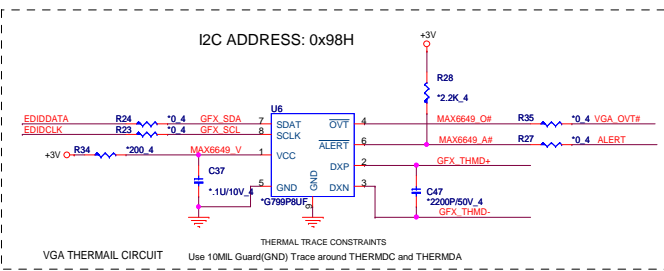 I2C ADDRESS: 0x98H
+3V
R28
*2.2K_4
U6
EDIDDATA R24 *0_4 GFX_SDA 7 SDAT OVT 4 MAX6649_O# R35 *0_4 VGA_OVT#
EDIDCLK R23 *0_4 GFX_SCL 8 SCLK
ALERT 6 MAX6649_A# R27 *0_4 ALERT
+3V R34 *200_4 MAX6649_V 1 VCC
DXP 2 GFX_THMD+
C37
*.1U/10V_4
5 GND GND DXN 3
C47
*2200P/50V_4
*G799P8UF
9
GFX_THMD-
THERMAL TRACE CONSTRAINTS
VGA THERMAIL CIRCUIT Use 10MIL Guard(GND) Trace around THERMDC and THERMDA